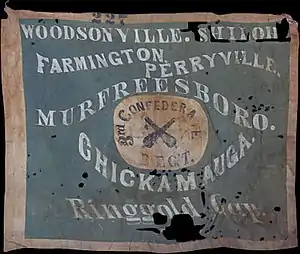 WOODSONVILLE. SHILOH
FARMINGTON.
PERRYVILLE.
MURFREESBORO.
3rd CONFEDERATE
REGT.
CHICKAMAUGA.
Ringgold Gap